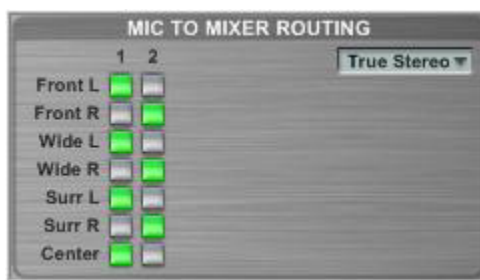 MIC TO MIXER ROUTING
1 2
True Stereo
Front L
Front R
Wide L
Wide R
Surr L
Surr R
Center